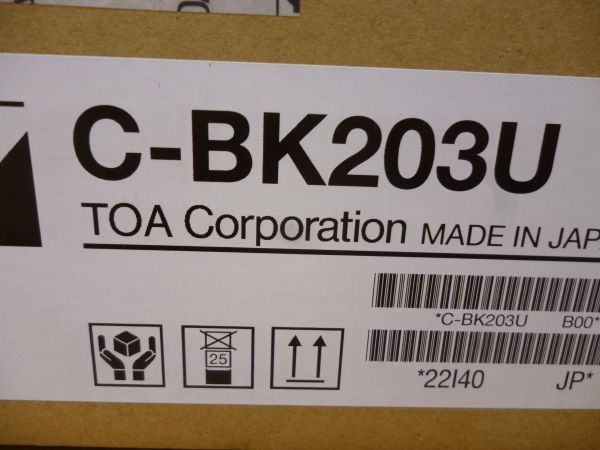 C-BK203U
TOA Corporation MADE IN JAP
*C-BK203U B00*
25
*22I40 JP*